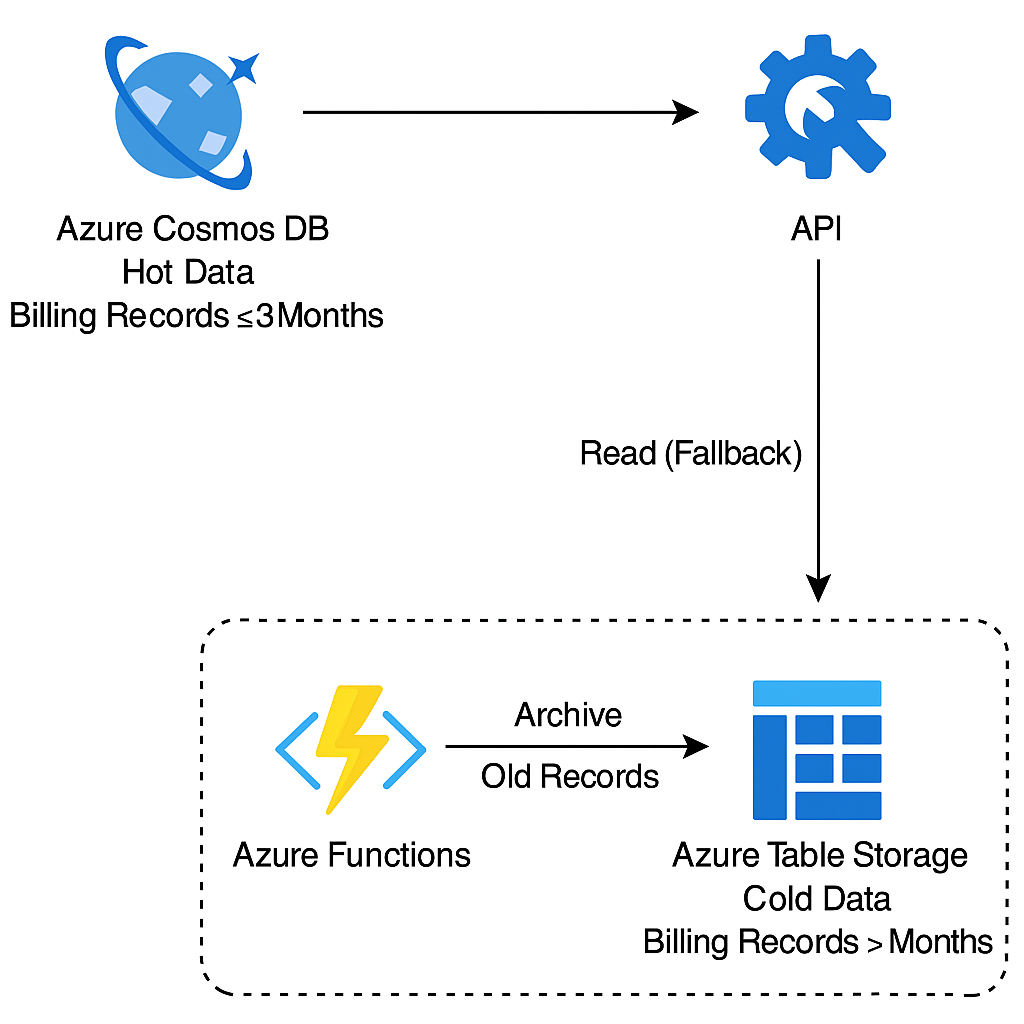 Azure Cosmos DB
Hot Data
Billing Records ≤3Months
API
Read (Fallback)
Archive
Old Records
Azure Functions
Azure Table Storage
Cold Data
Billing Records > Months